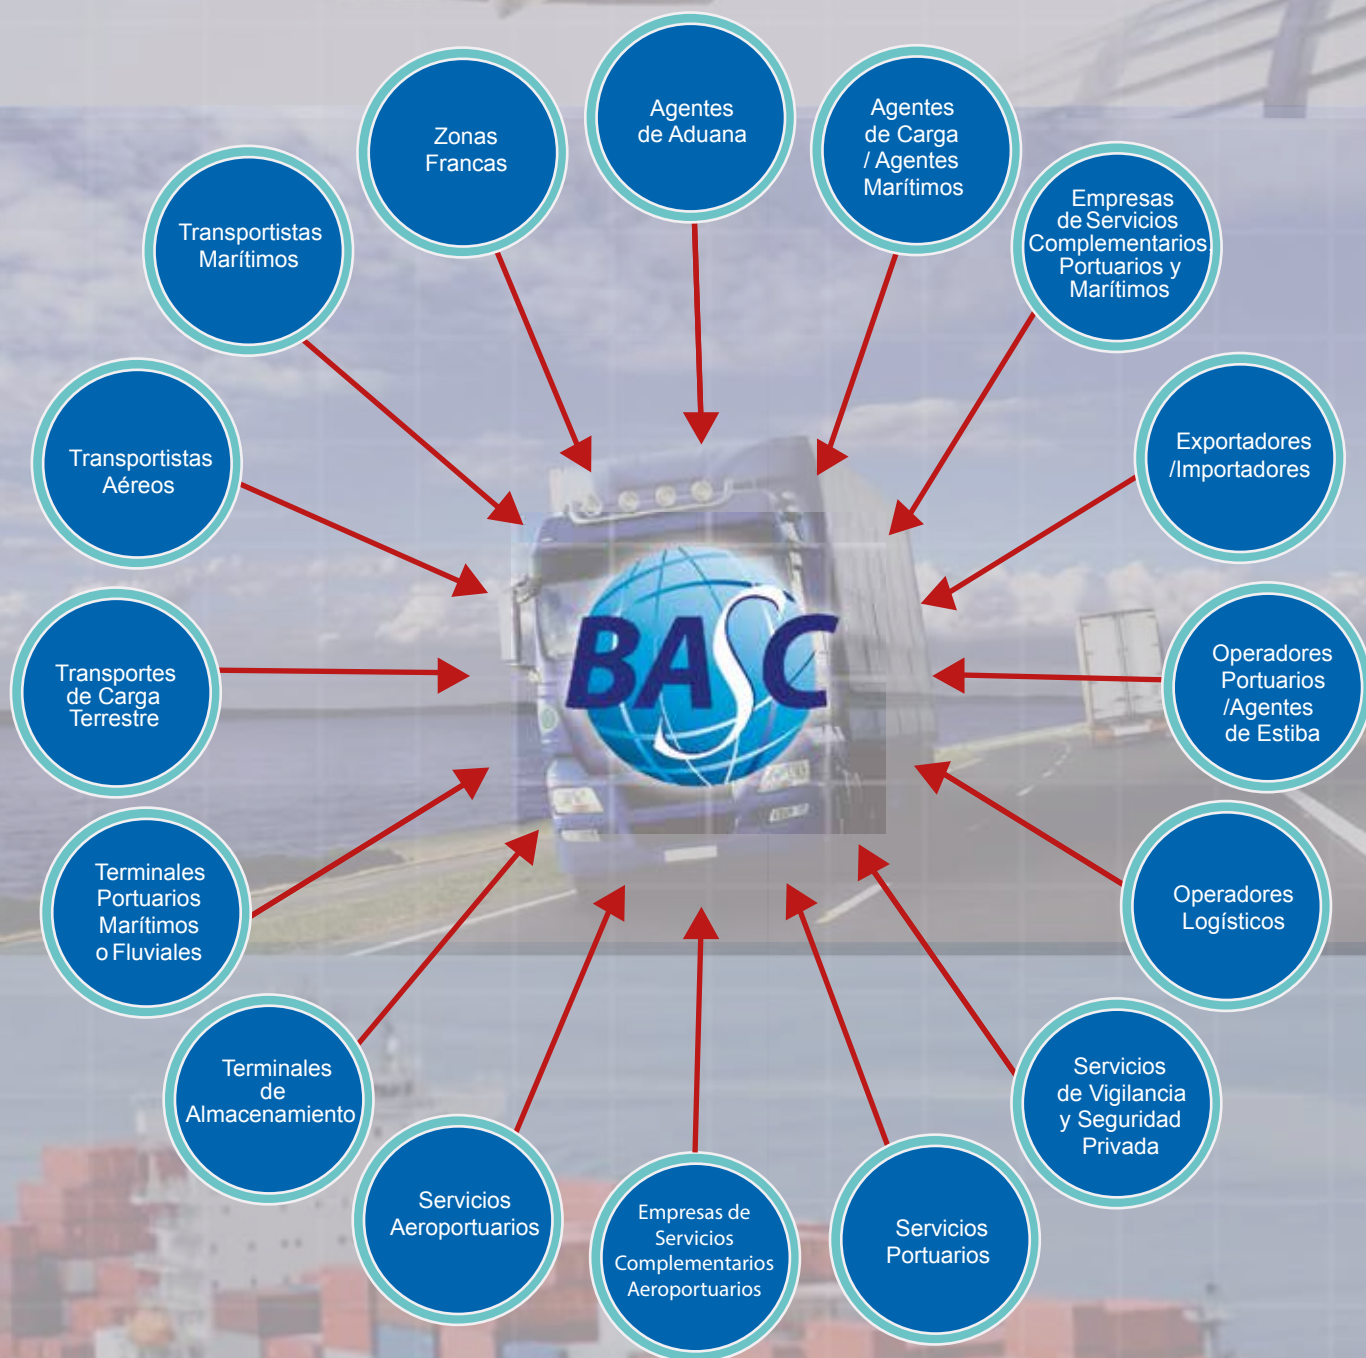 Agentes
de Aduana
Agentes
de Carga
/ Agentes
Marítimos
Empresas
de Servicios
Complementarios
Portuarios y
Marítimos
Exportadores
/Importadores
Operadores
Portuarios
/Agentes
de Estiba
Operadores
Logísticos
Servicios
de Vigilancia
y Seguridad
Privada
Servicios
Portuarios
Empresas de
Servicios
Complementarios
Aeroportuarios
Servicios
Aeroportuarios
Terminales
de
Almacenamiento
Terminales
Portuarios
Marítimos
o Fluviales
Transportes
de Carga
Terrestre
Transportistas
Aéreos
Transportistas
Marítimos
Zonas
Francas
BASC